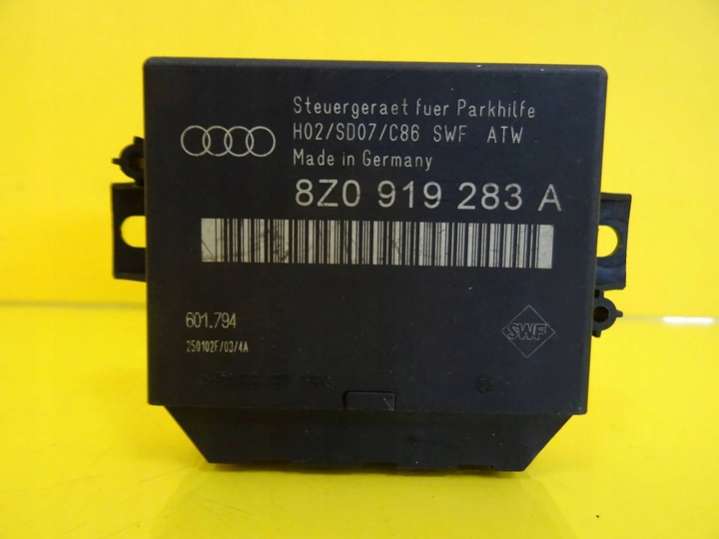 Steuergeraet fuer Parkhilfe
H02/SD07/C86 SWF ATW
Made in Germany
8Z0 919 283 A
601.794
250102F/03/4A
SWF